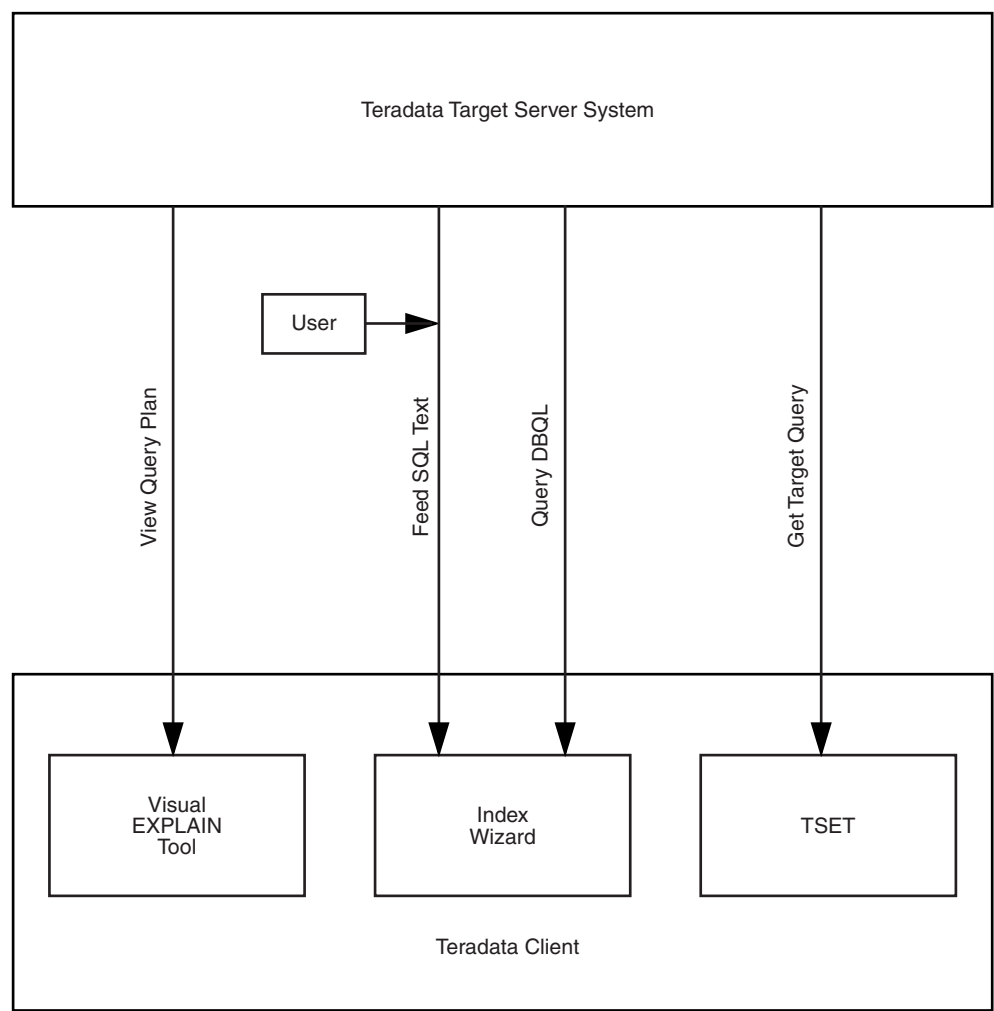 Teradata Target Server System
User
View Query Plan
Feed SQL Text
Query DBQL
Get Target Query
Visual
EXPLAIN
Tool
Index
Wizard
TSET
Teradata Client